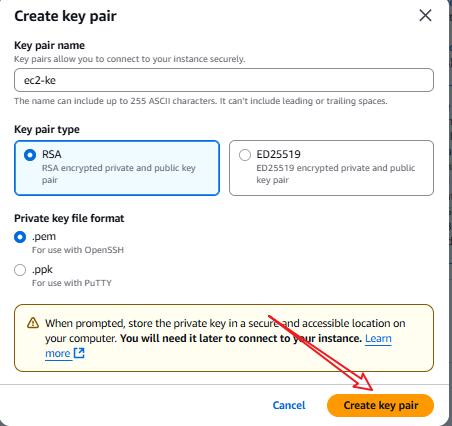 Create key pair
Key pair name
Key pairs allow you to connect to your instance securely.
ec2-ke
The name can include up to 255 ASCII characters. It can't include leading or trailing spaces.
Key pair type
RSA
RSA encrypted private and public key
pair
ED25519
ED25519 encrypted private and public
key pair
Private key file format
.pem
For use with OpenSSH
.ppk
For use with PuTTY
When prompted, store the private key in a secure and accessible location on
your computer. You will need it later to connect to your instance. Learn
more
Cancel
Create key pair